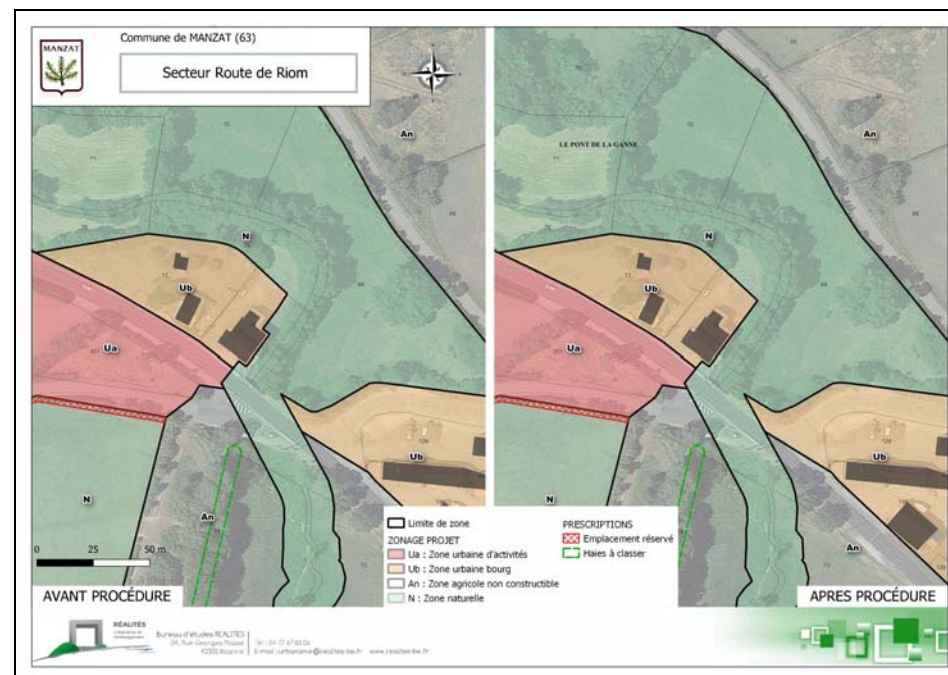 Commune de MANZAT (63)
MANZAT
Secteur Route de Riom
An
An
LE PONT DE LA GANNE
N
N
Ub
Ub
Ua
Ua
Ub
Ub
N
N
An
An
0 25 50 m
AVANT PROCÉDURE
APRES PROCÉDURE
Limite de zone
ZONAGE PROJET
Ua : Zone urbaine d'activités
Ub : Zone urbaine bourg
An : Zone agricole non constructible
N : Zone naturelle
PRESCRIPTIONS
Emplacement réservé
Haies à classer
RÉALITÉS
Bureau d'études REALITES